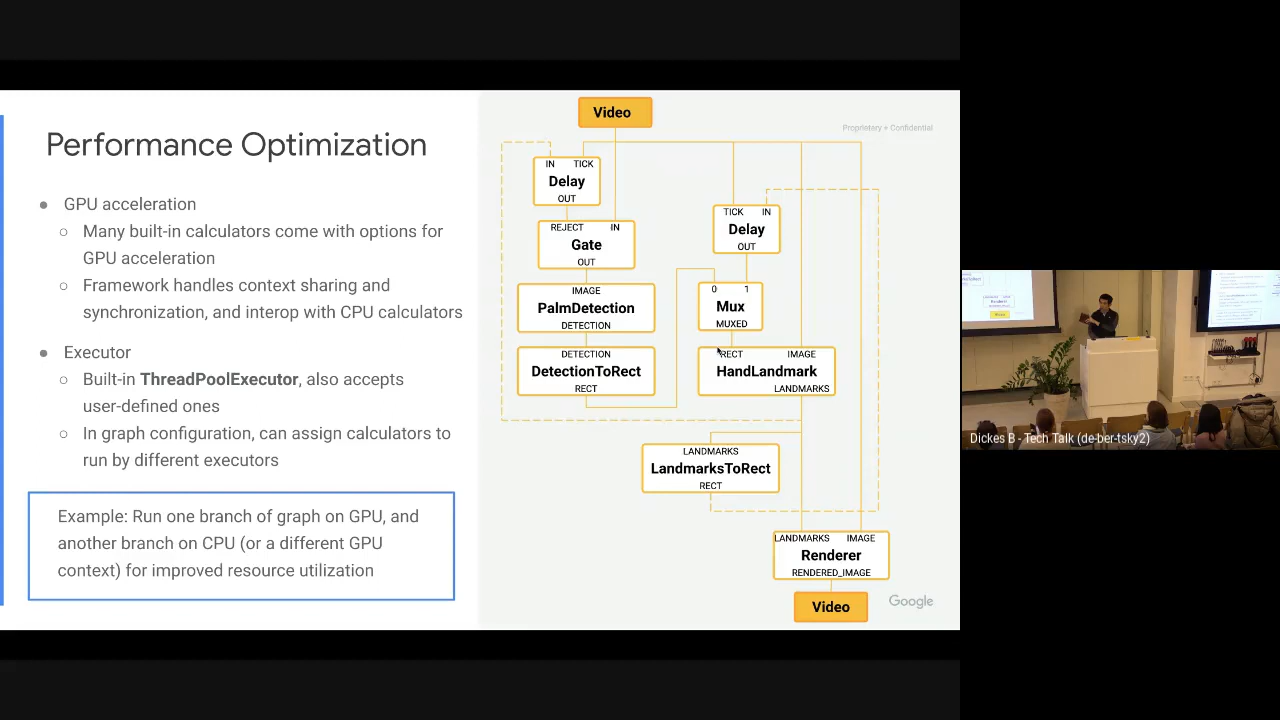 Performance Optimization
● GPU acceleration
○ Many built-in calculators come with options for
GPU acceleration
○ Framework handles context sharing and
synchronization, and interop with CPU calculators
● Executor
○ Built-in ThreadPoolExecutor, also accepts
user-defined ones
○ In graph configuration, can assign calculators to
run by different executors
Example: Run one branch of graph on GPU, and
another branch on CPU (or a different GPU
context) for improved resource utilization
Proprietary + Confidential
Video
IN TICK
Delay
OUT
REJECT IN
Gate
OUT
IMAGE
PalmDetection
DETECTION
DETECTION
DetectionToRect
RECT
TICK IN
Delay
OUT
0 1
Mux
MUXED
RECT IMAGE
HandLandmark
LANDMARKS
LANDMARKS
LandmarksToRect
RECT
LANDMARKS IMAGE
Renderer
RENDERED_IMAGE
Video
Google
Dickes B - Tech Talk (de-ber-tsky2)